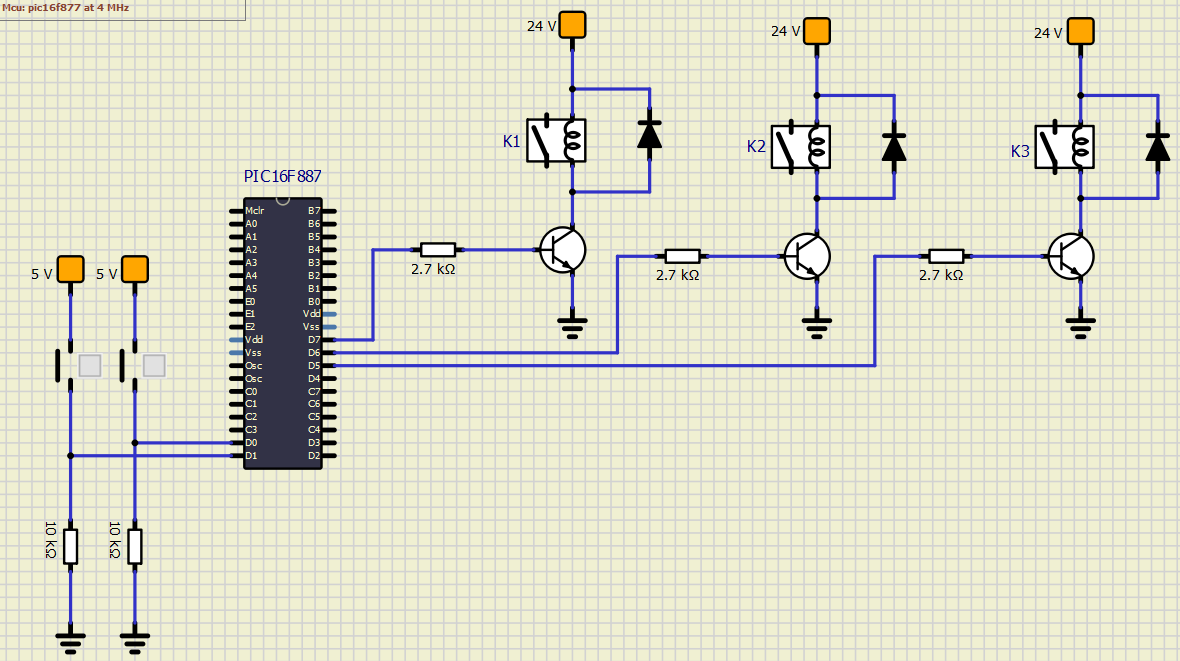 Mcu: pic16f877 at 4 MHz
24 V
24 V
24 V
K1
K2
K3
PIC16F887
Mclr B7
A0 B6
A1 B5
A2 B4
A3 B3
A4 B2
A5 B1
E0 B0
E1 Vdd
E2 Vss
Vdd D7
Vss D6
Osc D5
Osc D4
C0 C7
C1 C6
C2 C5
C3 C4
D0 D3
D1 D2
2.7 kΩ
2.7 kΩ
2.7 kΩ
5 V
5 V
10 kΩ
10 kΩ